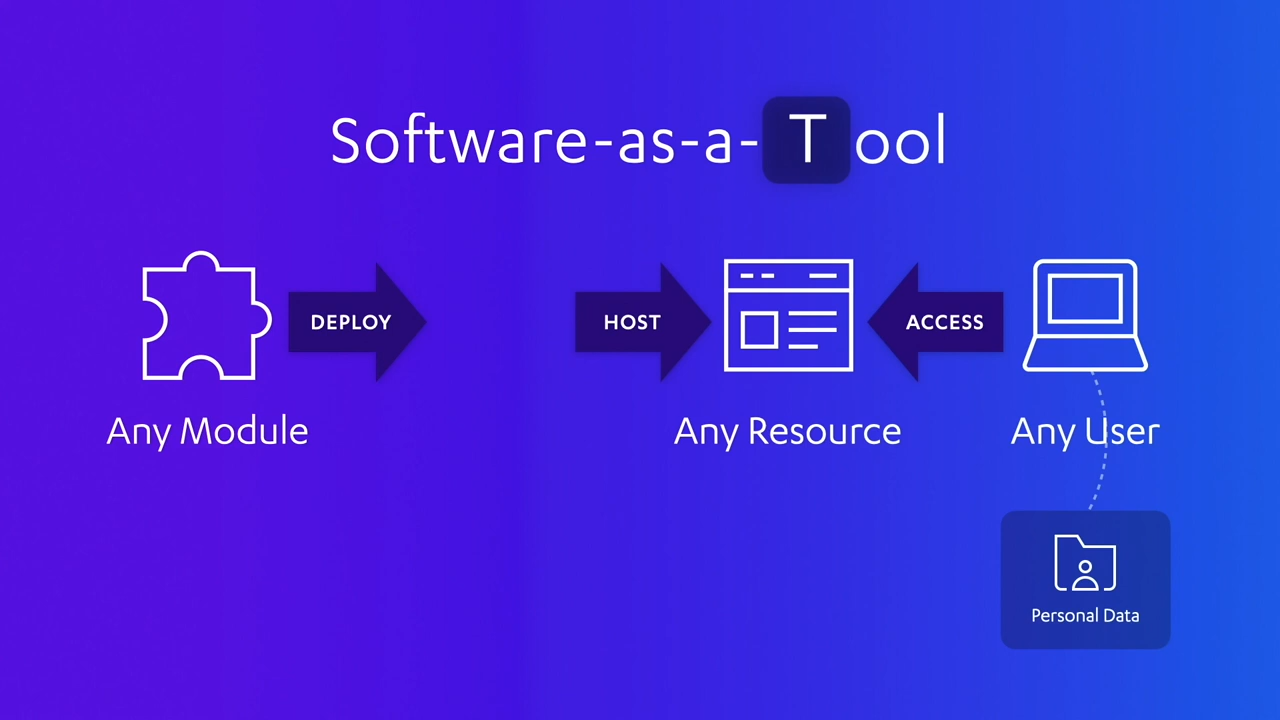 Software-as-a-Tool
DEPLOY
HOST
ACCESS
Any Module
Any Resource
Any User
Personal Data